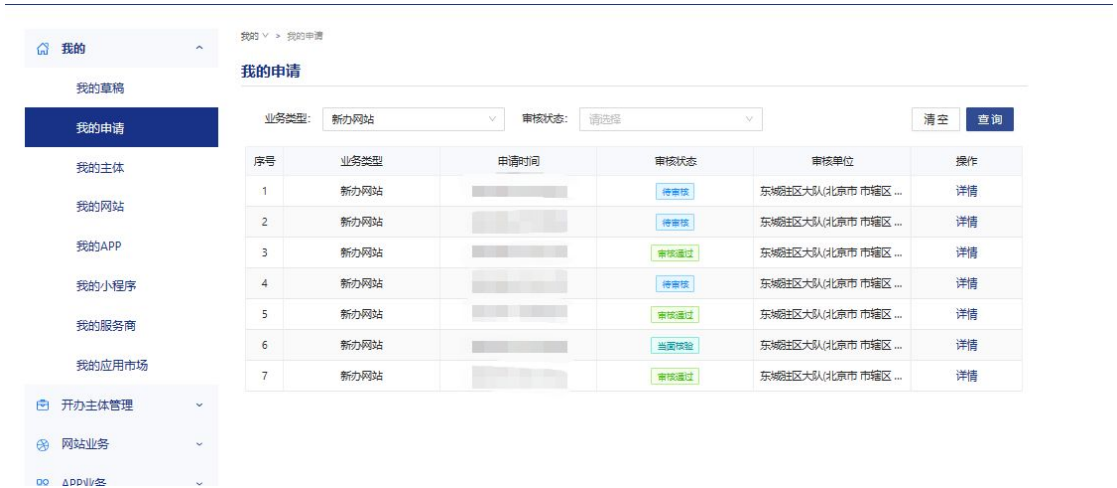 我的
我的草稿
我的申请
我的主体
我的网站
我的APP
我的小程序
我的服务商
我的应用市场
开办主体管理
网站业务
APP业务
我的 > 我的申请
我的申请
业务类型: 新办网站 审核状态: 请选择 清空 查询
序号 业务类型 申请时间 审核状态 审核单位 操作
1 新办网站 待审核 东城驻区大队(北京市 市辖区 ... 详情
2 新办网站 待审核 东城驻区大队(北京市 市辖区 ... 详情
3 新办网站 审核通过 东城驻区大队(北京市 市辖区 ... 详情
4 新办网站 待审核 东城驻区大队(北京市 市辖区 ... 详情
5 新办网站 审核通过 东城驻区大队(北京市 市辖区 ... 详情
6 新办网站 当面核验 东城驻区大队(北京市 市辖区 ... 详情
7 新办网站 审核通过 东城驻区大队(北京市 市辖区 ... 详情